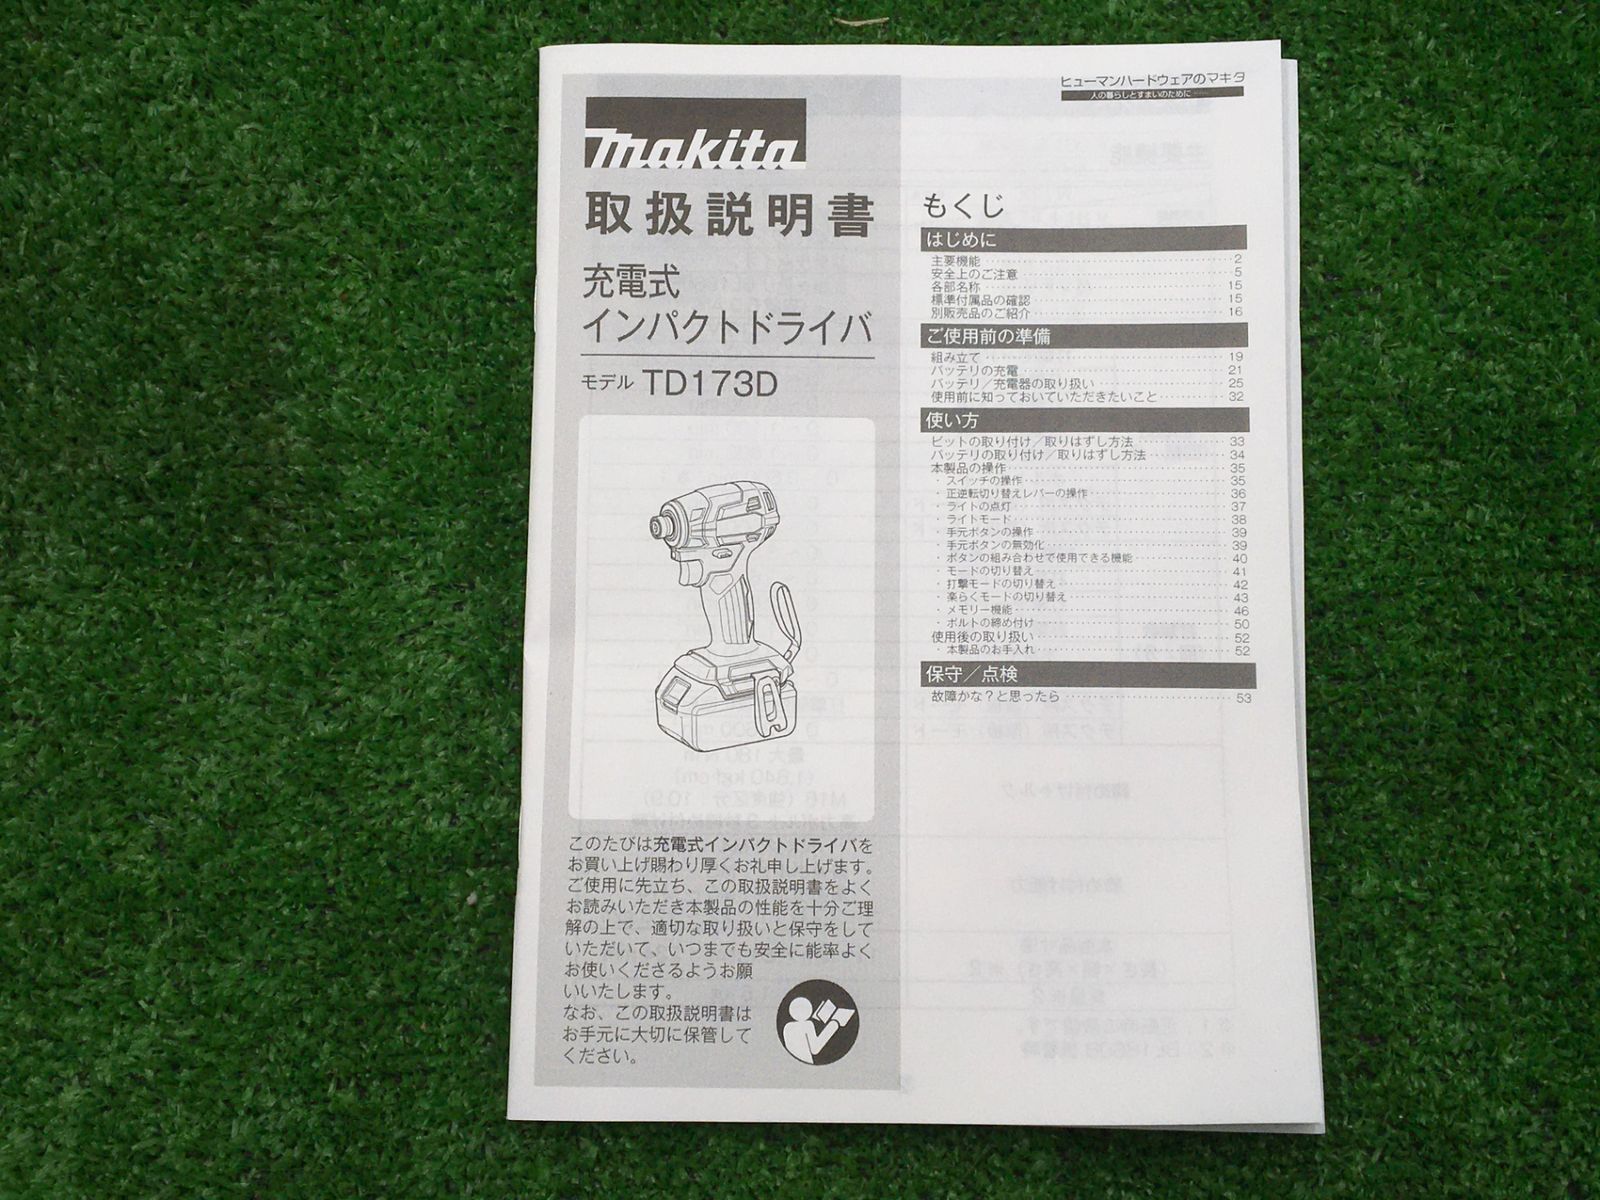 makita
取扱説明書
充電式
インパクトドライバ
モデル TD173D
このたびは充電式インパクトドライバを
お買い上げ賜わり厚くお礼申し上げます。
ご使用に先立ち、この取扱説明書をよく
お読みいただき本製品の性能を十分ご理
解の上で、適切な取り扱いと保守をして
いただいて、いつまでも安全に能率よく
お使いくださるようお願
いいたします。
なお、この取扱説明書は
お手元に大切に保管して
ください。
ヒューマンハードウェアのマキタ
人の暮らしとすまいのために……
もくじ
はじめに
主要機能 2
安全上のご注意 5
各部名称 15
標準付属品の確認 15
別販売品のご紹介 16
ご使用前の準備
組み立て 19
バッテリの充電 21
バッテリ／充電器の取り扱い 25
使用前に知っておいていただきたいこと 32
使い方
ビットの取り付け／取りはずし方法 33
バッテリの取り付け／取りはずし方法 34
本製品の操作 35
・スイッチの操作 35
・正逆転切り替えレバーの操作 36
・ライトの点灯 37
・ライトモード 38
・手元ボタンの操作 39
・手元ボタンの無効化 39
・ボタンの組み合わせで使用できる機能 40
・モードの切り替え 41
・打撃モードの切り替え 42
・楽らくモードの切り替え 43
・メモリー機能 46
・ボルトの締め付け 50
使用後の取り扱い 52
・本製品のお手入れ 52
保守／点検
故障かな？と思ったら 53